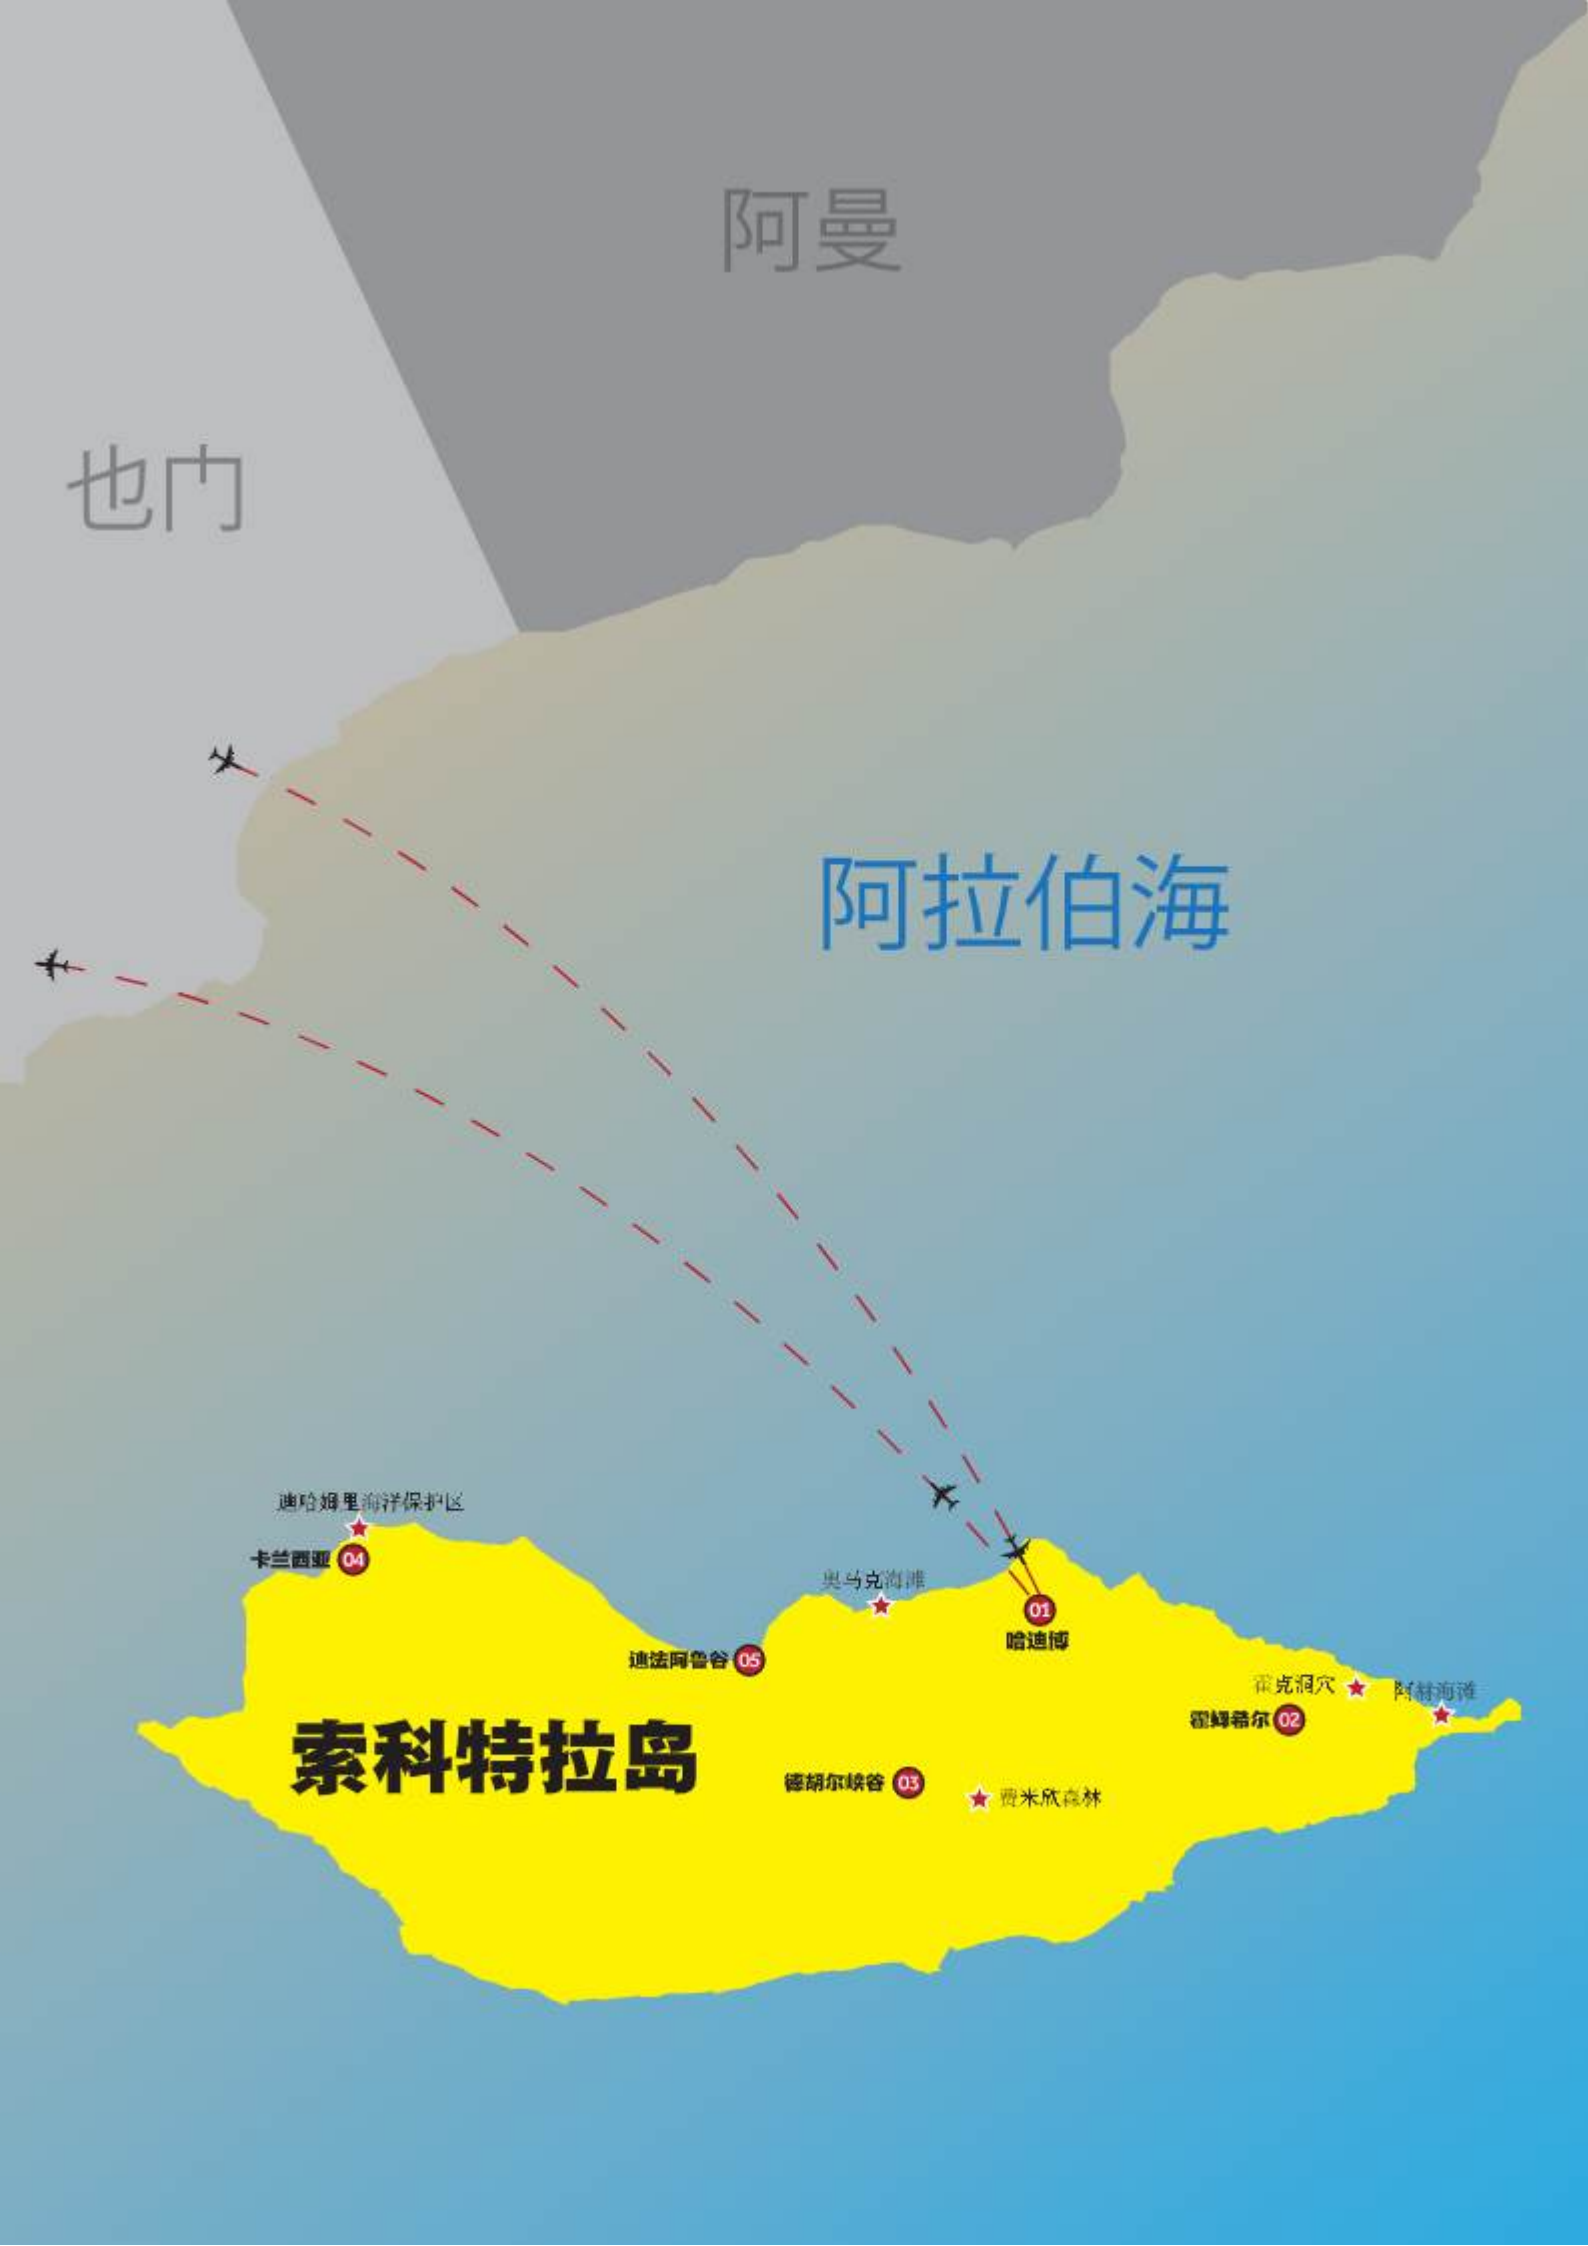 阿曼
也门
阿拉伯海
迪哈姆里海洋保护区
卡兰西亚 04
奥马克海滩
01
哈迪博
迪法阿鲁谷 05
霍克洞穴
阿赫海滩
霍姆希尔 02
索科特拉岛
德胡尔峡谷 03
费米欣森林